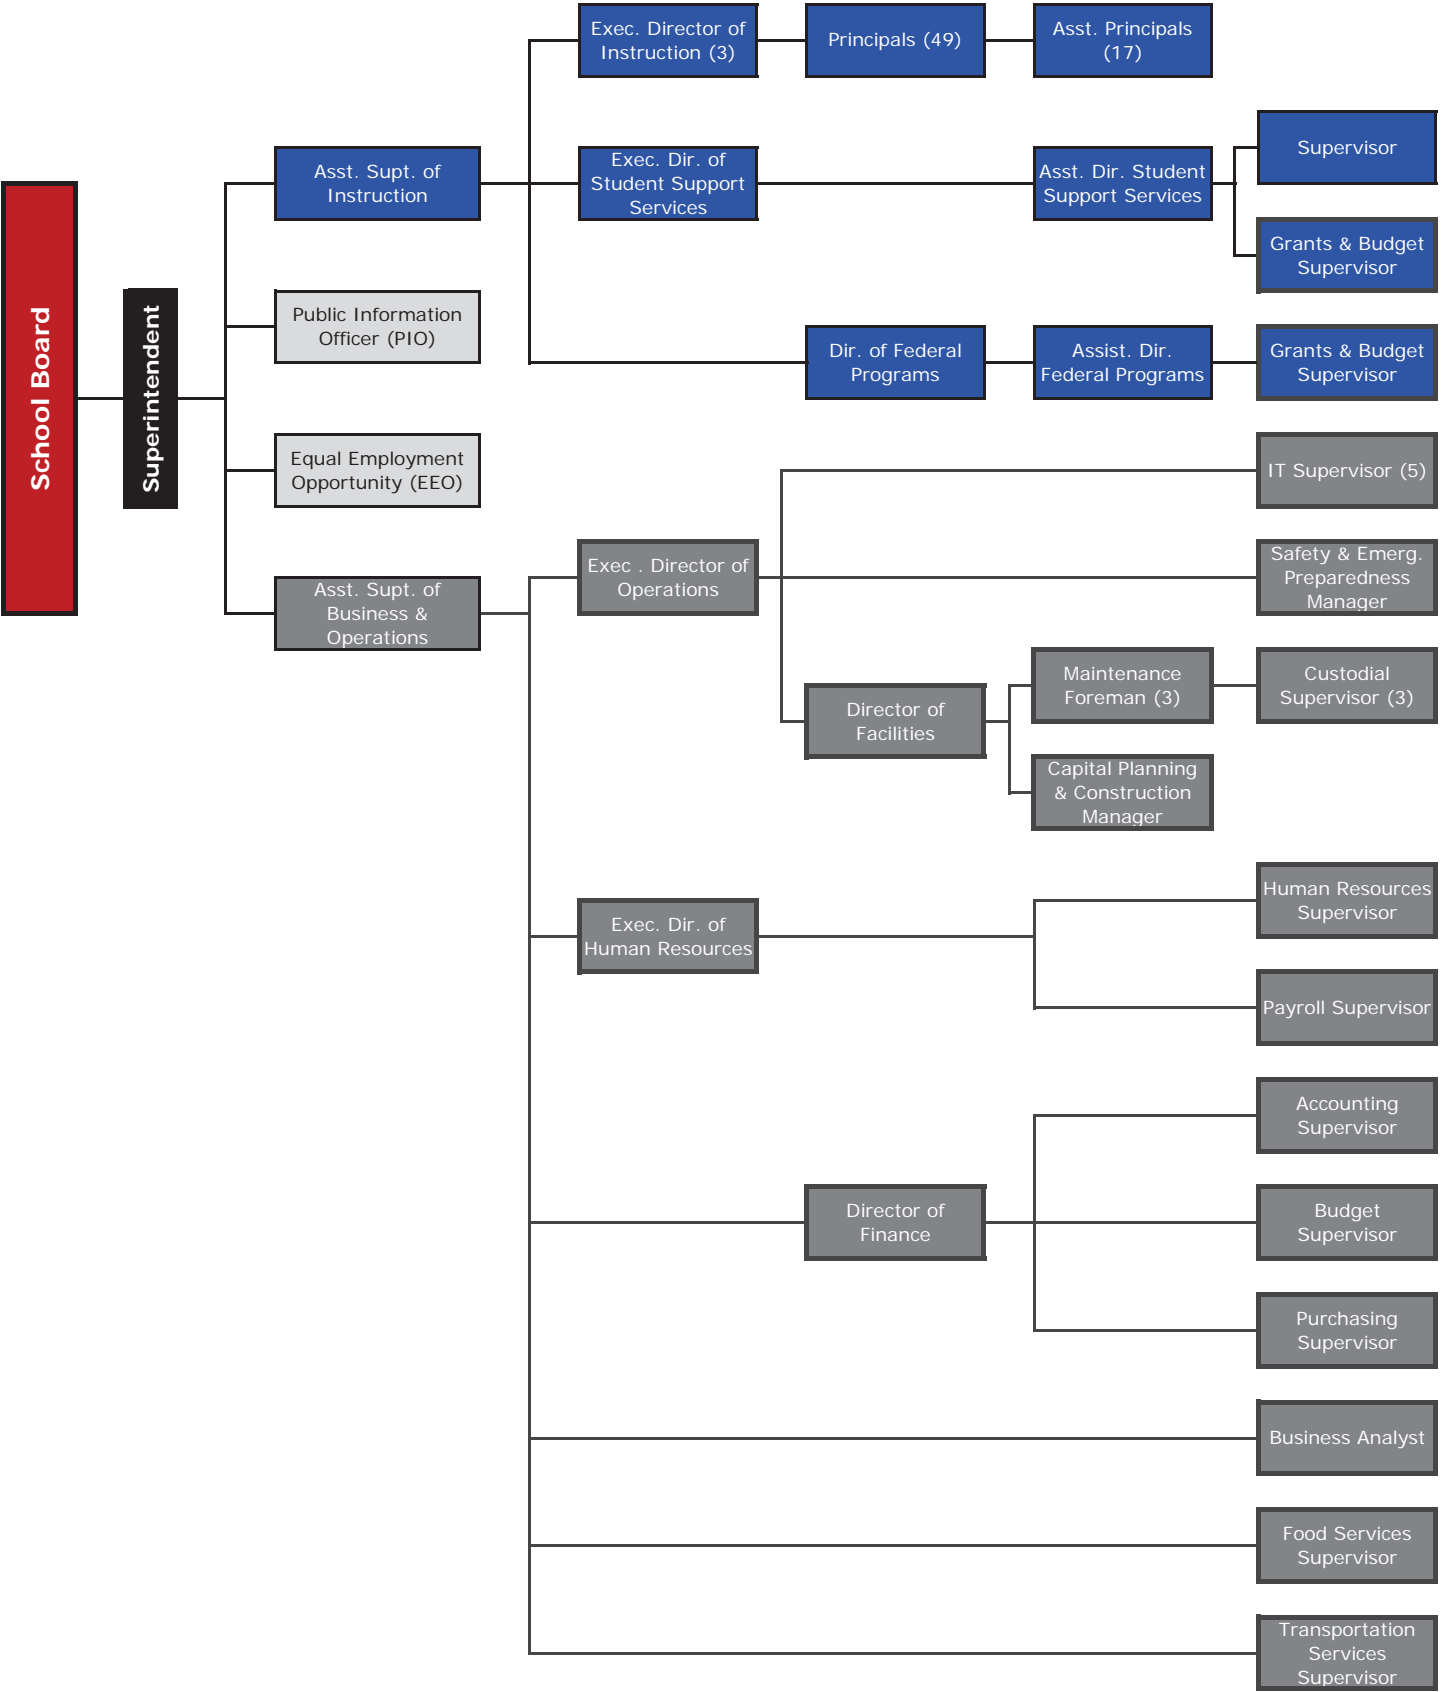 Exec. Director of
Instruction (3)
Principals (49)
Asst. Principals
(17)
Supervisor
Asst. Supt. of
Instruction
Exec. Dir. of
Student Support
Services
Asst. Dir. Student
Support Services
Grants & Budget
Supervisor
School Board
Superintendent
Public Information
Officer (PIO)
Dir. of Federal
Programs
Assist. Dir.
Federal Programs
Grants & Budget
Supervisor
Equal Employment
Opportunity (EEO)
IT Supervisor (5)
Asst. Supt. of
Business &
Operations
Exec . Director of
Operations
Safety & Emerg.
Preparedness
Manager
Director of
Facilities
Maintenance
Foreman (3)
Custodial
Supervisor (3)
Capital Planning
& Construction
Manager
Exec. Dir. of
Human Resources
Human Resources
Supervisor
Payroll Supervisor
Accounting
Supervisor
Director of
Finance
Budget
Supervisor
Purchasing
Supervisor
Business Analyst
Food Services
Supervisor
Transportation
Services
Supervisor